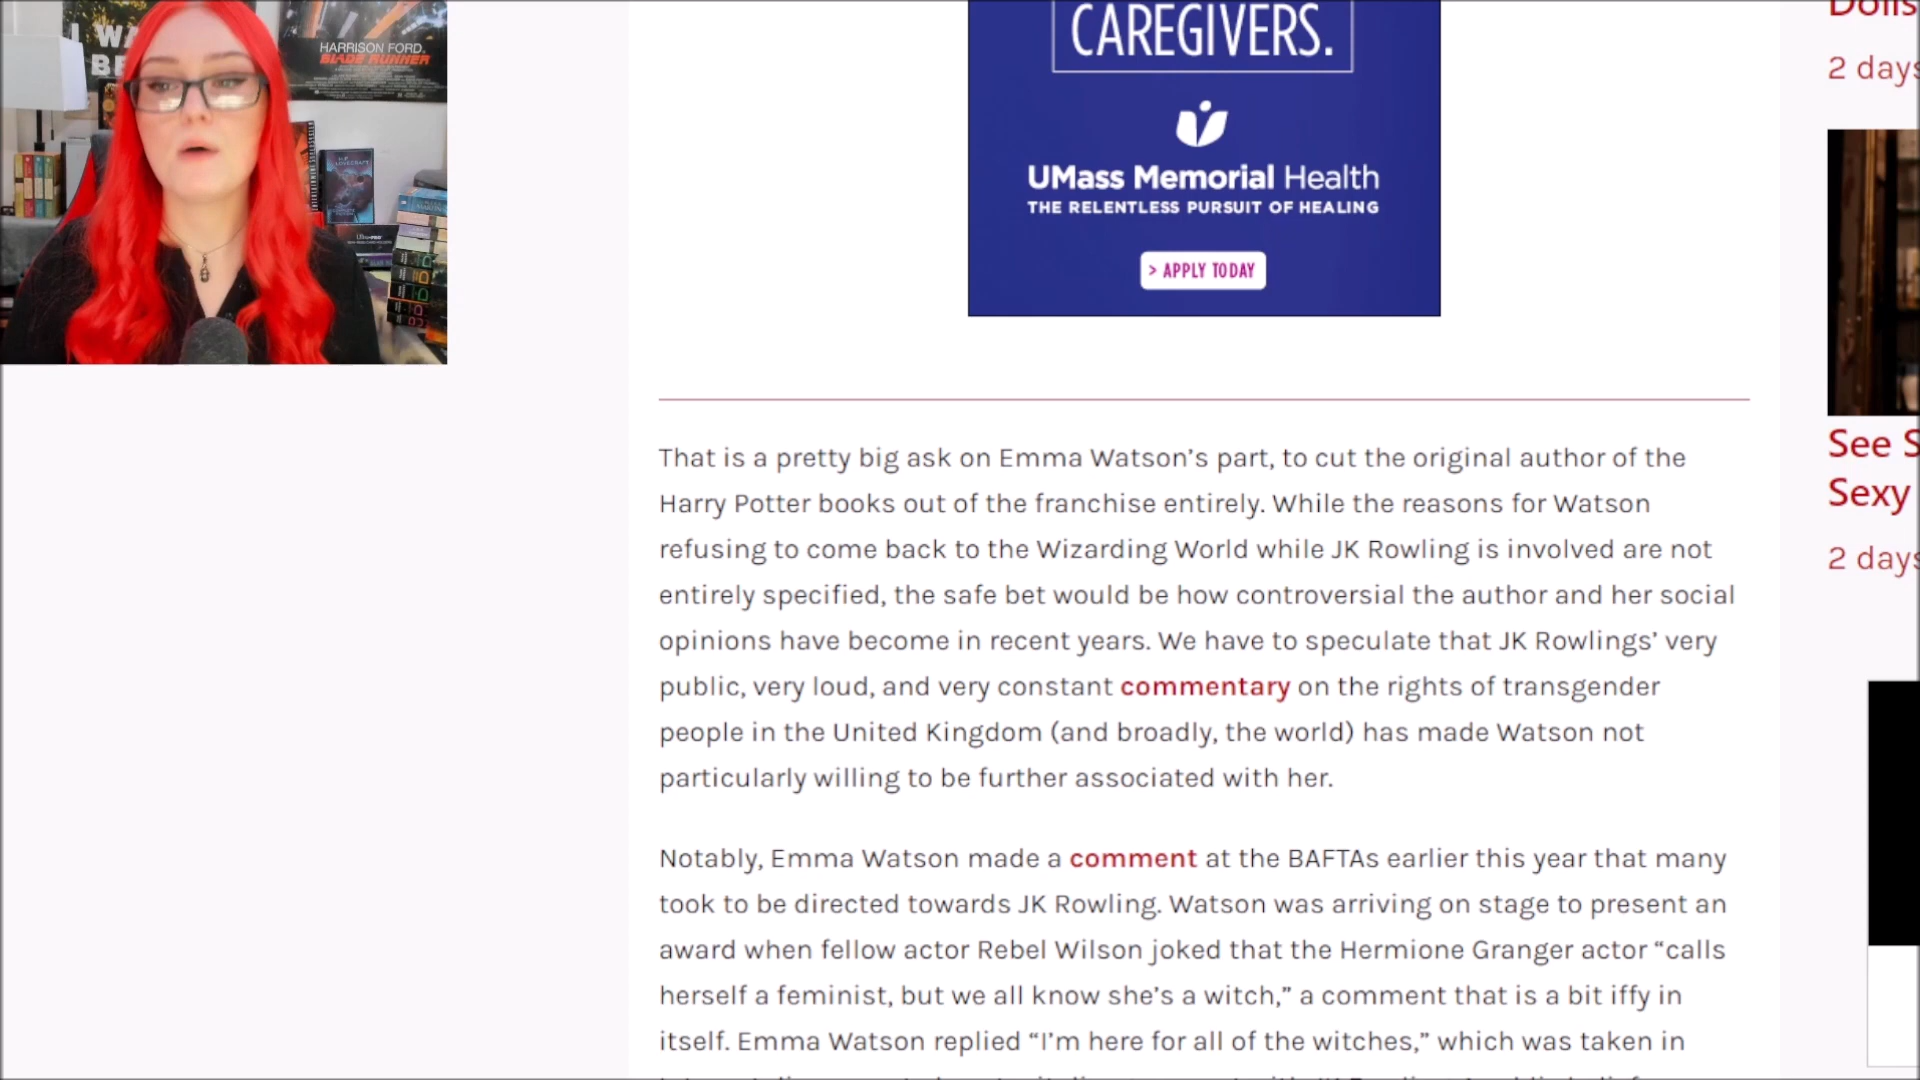 I WA
BE
HARRISON FORD.
BLADE RUNNER
LOVECRAFT
CAREGIVERS.
UMass Memorial Health
THE RELENTLESS PURSUIT OF HEALING
> APPLY TODAY
Dolls
2 days
See S
Sexy
2 days
That is a pretty big ask on Emma Watson’s part, to cut the original author of the
Harry Potter books out of the franchise entirely. While the reasons for Watson
refusing to come back to the Wizarding World while JK Rowling is involved are not
entirely specified, the safe bet would be how controversial the author and her social
opinions have become in recent years. We have to speculate that JK Rowlings’ very
public, very loud, and very constant commentary on the rights of transgender
people in the United Kingdom (and broadly, the world) has made Watson not
particularly willing to be further associated with her.
Notably, Emma Watson made a comment at the BAFTAs earlier this year that many
took to be directed towards JK Rowling. Watson was arriving on stage to present an
award when fellow actor Rebel Wilson joked that the Hermione Granger actor “calls
herself a feminist, but we all know she’s a witch,” a comment that is a bit iffy in
itself. Emma Watson replied “I’m here for all of the witches,” which was taken in